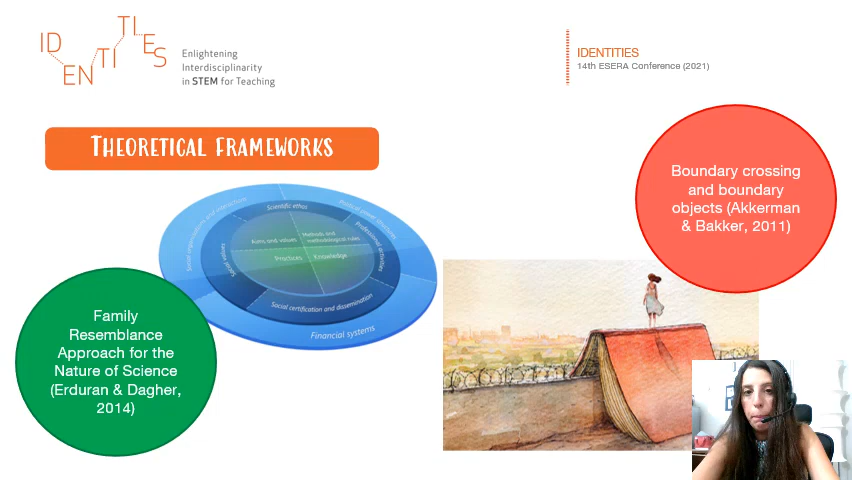 IDENTITIES
Enlightening
Interdisciplinarity
in STEM for Teaching
IDENTITIES
14th ESERA Conference (2021)
THEORETICAL FRAMEWORKS
Boundary crossing
and boundary
objects (Akkerman
& Bakker, 2011)
Scientific ethos
Professional activities
Aims and values
Methods and
methodological rules
Practices
Knowledge
Social certification and dissemination
Financial systems
Family
Resemblance
Approach for the
Nature of Science
(Erduran & Dagher,
2014)